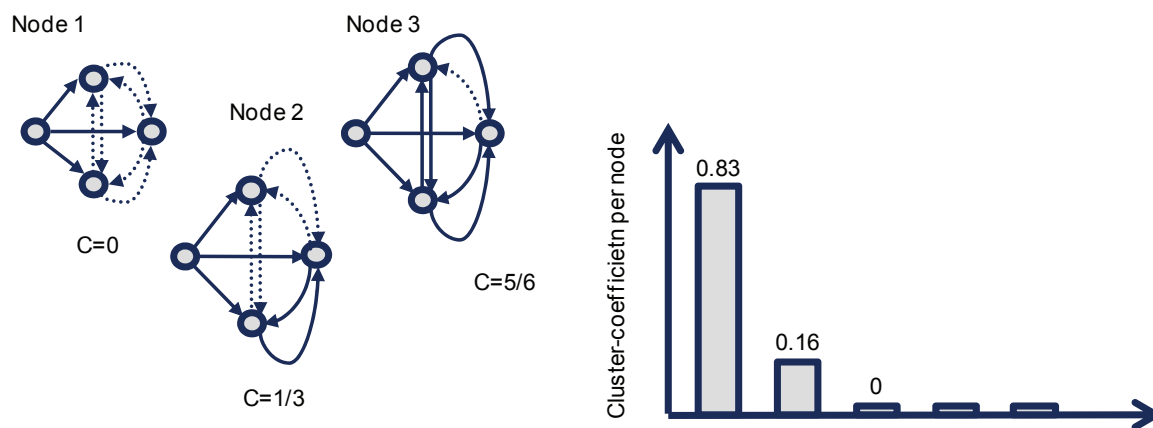 Node 1
Node 3
Node 2
C=0
C=5/6
C=1/3
Cluster-coefficietn per node
0.83
0.16
0